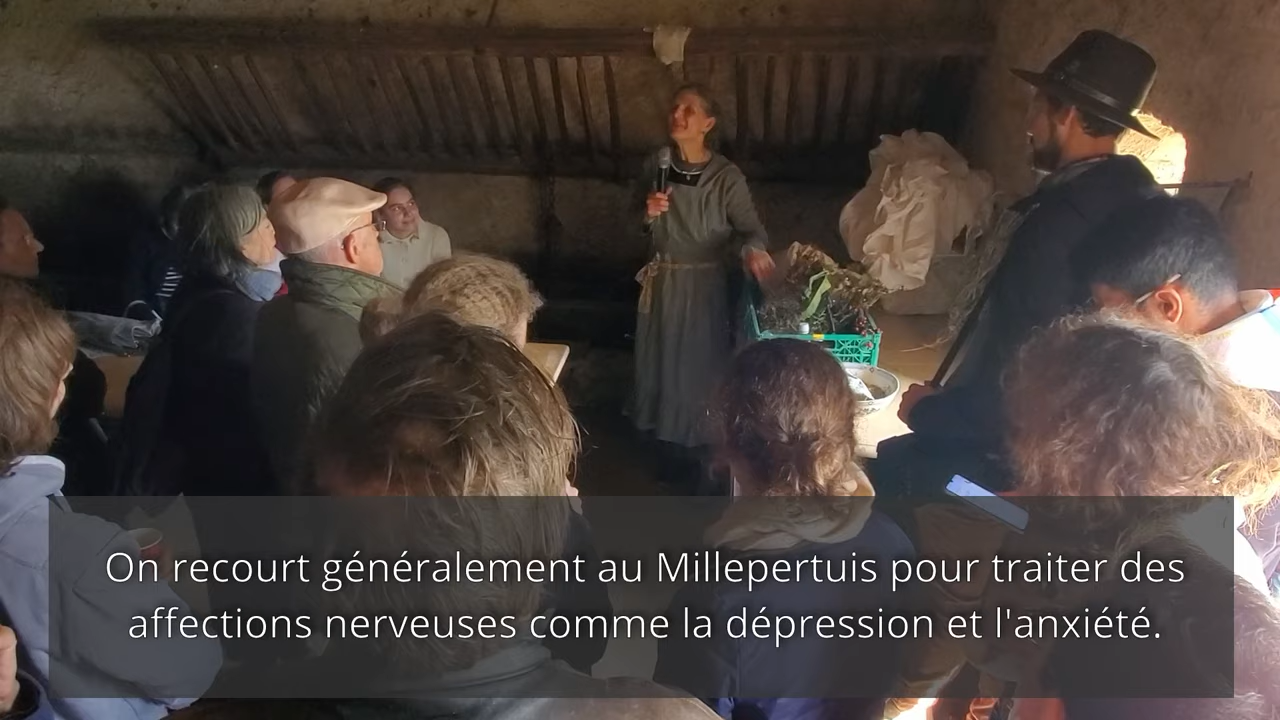 On recourt généralement au Millepertuis pour traiter des
affections nerveuses comme la dépression et l'anxiété.